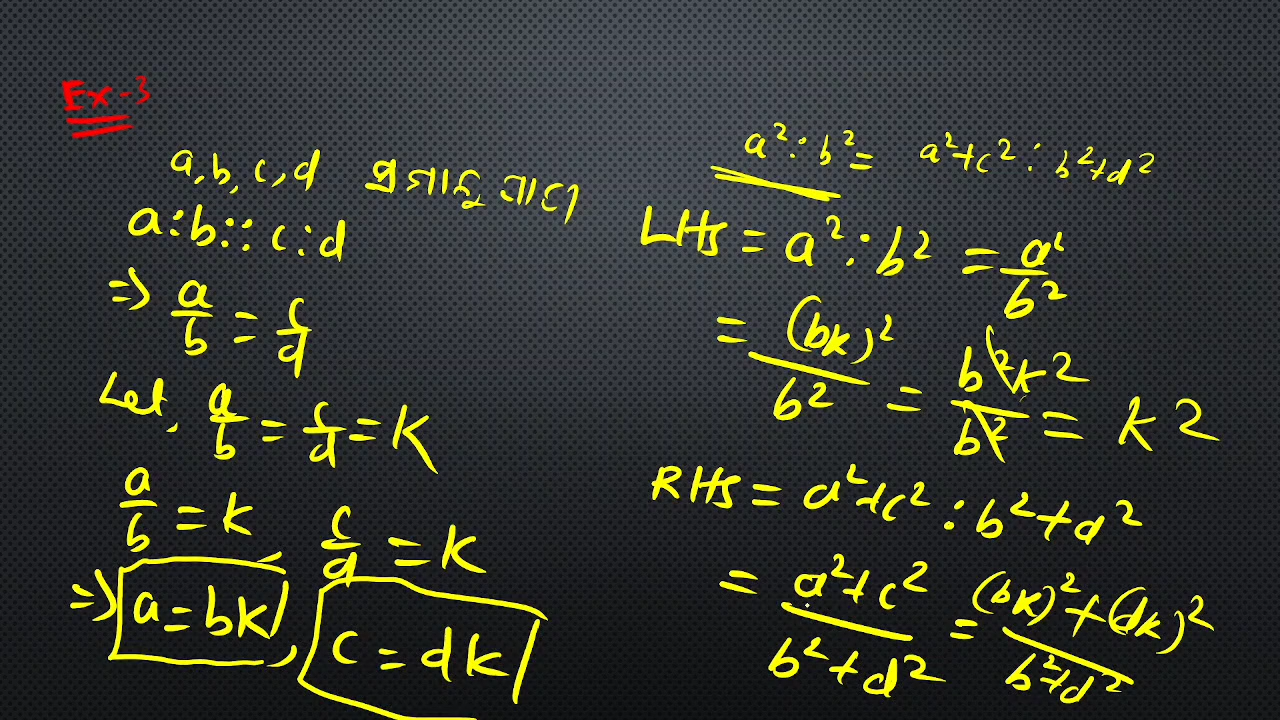 Ex-3
a, b, c, d
a:b::c:d
⇒ a/b = c/d
Let, a/b = c/d = k
a/b = k, c/d = k
⇒ a = bk, c = dk
a²:b² = a²+c² : b²+d²
LHS = a²:b² = a²/b²
= (bk)²/b² = b²k²/b² = k²
RHS = a²+c² : b²+d²
= a²+c²/b²+d² = (bk)²+(dk)²/b²+d²